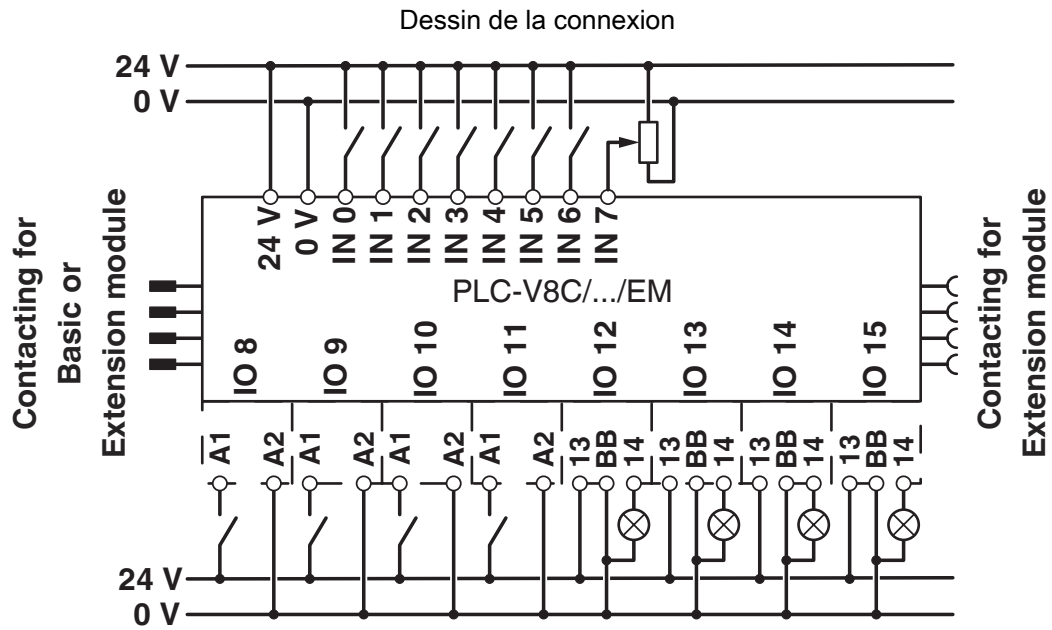 Dessin de la connexion
24 V
0 V
24 V
0 V
IN 0
IN 1
IN 2
IN 3
IN 4
IN 5
IN 6
IN 7
Contacting for
Basic or
Extension module
PLC-V8C/.../EM
Contacting for
Extension module
IO 8
IO 9
IO 10
IO 11
IO 12
IO 13
IO 14
IO 15
A1
A2
A1
A2
A1
A2
A1
A2
13
BB
14
13
BB
14
13
BB
14
13
BB
14
24 V
0 V